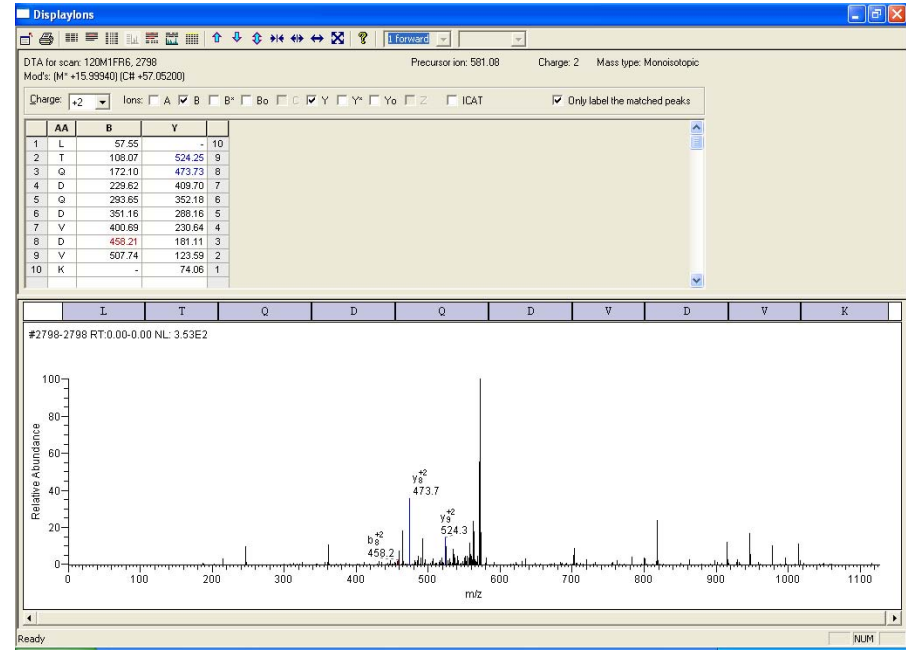 DisplayIons
1 forward
DTA for scan: 120M1FR6, 2798 Precursor ion: 581.08 Charge: 2 Mass type: Monoisotopic
Mod's: (M* +15.99940) (C# +57.05200)
Charge: +2 Ions: A B B* Bo C Y Y* Yo Z ICAT Only label the matched peaks
AA B Y
1 L 57.55 - 10
2 T 108.07 524.25 9
3 Q 172.10 473.73 8
4 D 229.62 409.70 7
5 Q 293.65 352.18 6
6 D 351.16 288.16 5
7 V 400.69 230.64 4
8 D 458.21 181.11 3
9 V 507.74 123.59 2
10 K - 74.06 1
L T Q D Q D V D V K
#2798-2798 RT:0.00-0.00 NL: 3.53E2
100
80
60
40
20
0
Relative Abundance
y8+2
473.7
y9+2
524.3
b8+2
458.2
0 100 200 300 400 500 600 700 800 900 1000 1100
m/z
Ready NUM